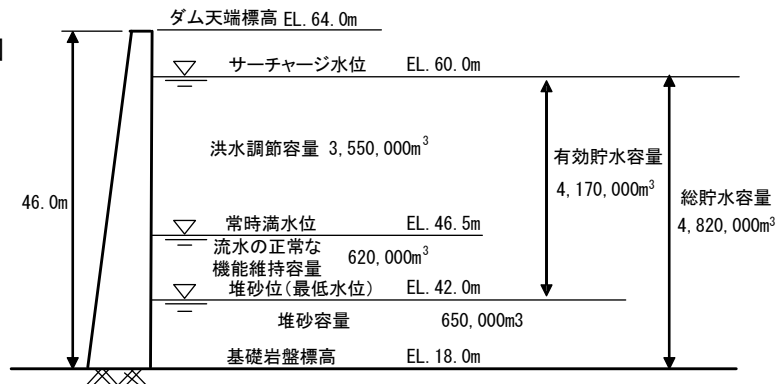 ダム天端標高 EL.64.0m
サーチャージ水位 EL.60.0m
洪水調節容量 3,550,000m³
有効貯水容量
4,170,000m³
総貯水容量
4,820,000m³
46.0m
常時満水位 EL.46.5m
流水の正常な
機能維持容量 620,000m³
堆砂位(最低水位) EL.42.0m
堆砂容量 650,000m3
基礎岩盤標高 EL.18.0m